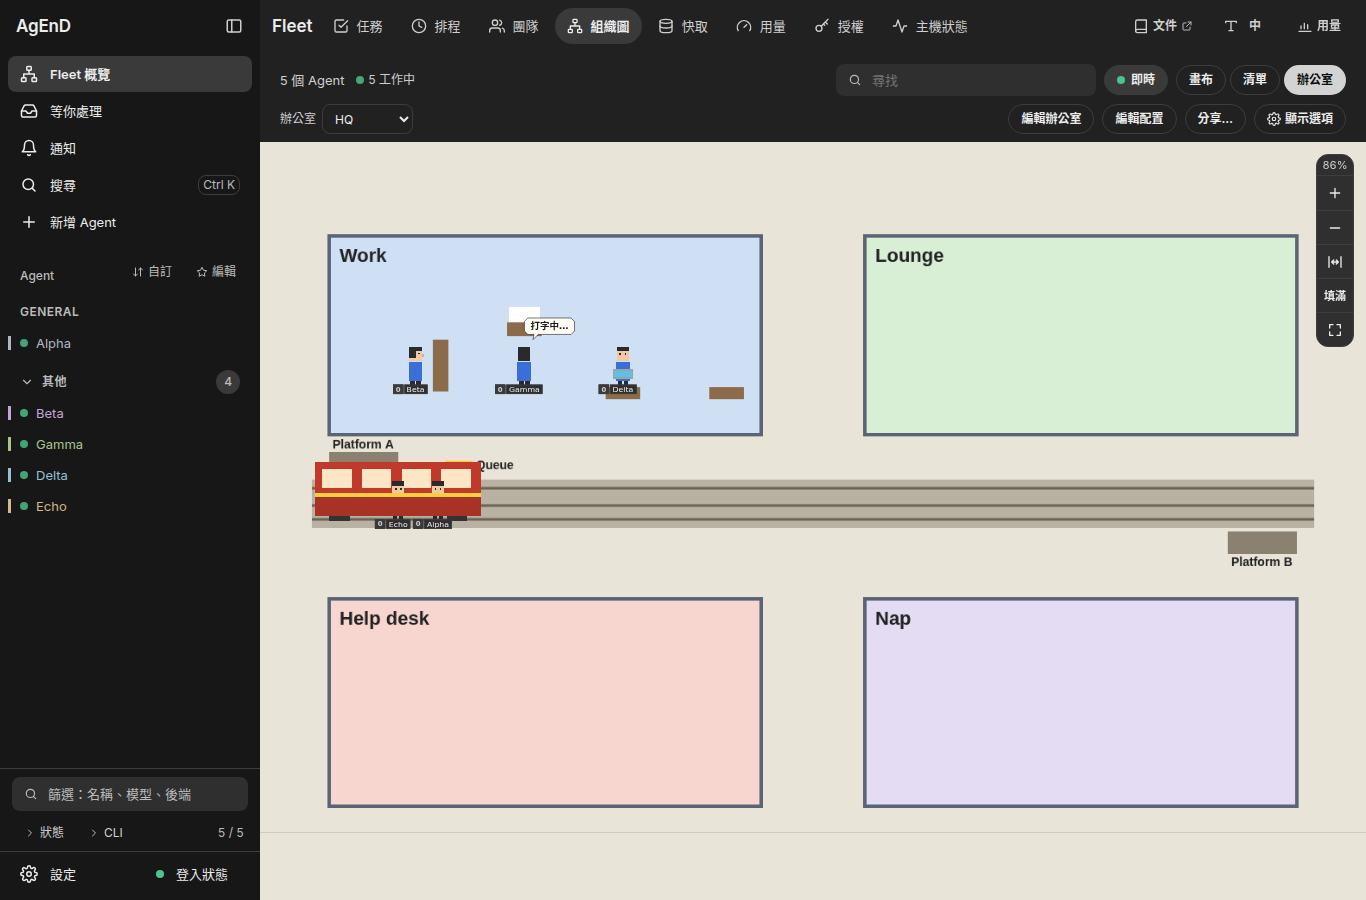 AgEnD
Fleet 概覽
等你處理
通知
搜尋
Ctrl K
新增 Agent
Agent
自訂
編輯
GENERAL
Alpha
其他
4
Beta
Gamma
Delta
Echo
篩選：名稱、模型、後端
狀態
CLI
5 / 5
設定
登入狀態
Fleet
任務
排程
團隊
組織圖
快取
用量
授權
主機狀態
文件
中
用量
5 個 Agent
5 工作中
尋找
即時
畫布
清單
辦公室
辦公室
HQ
編輯辦公室
編輯配置
分享…
顯示選項
86%
填滿
Work
打字中…
0 Beta
0 Gamma
0 Delta
Lounge
Platform A
Queue
0 Echo
0 Alpha
Platform B
Help desk
Nap